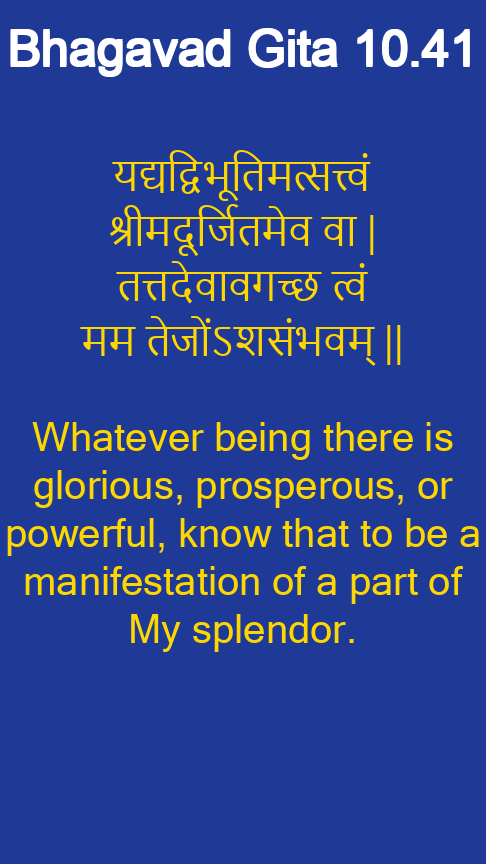 Bhagavad Gita 10.41
यद्यद्विभूतिमत्सत्त्वं
श्रीमदूर्जितमेव वा |
तत्तदेवावगच्छ त्वं
मम तेजोंऽशसंभवम् ||
Whatever being there is
glorious, prosperous, or
powerful, know that to be a
manifestation of a part of
My splendor.